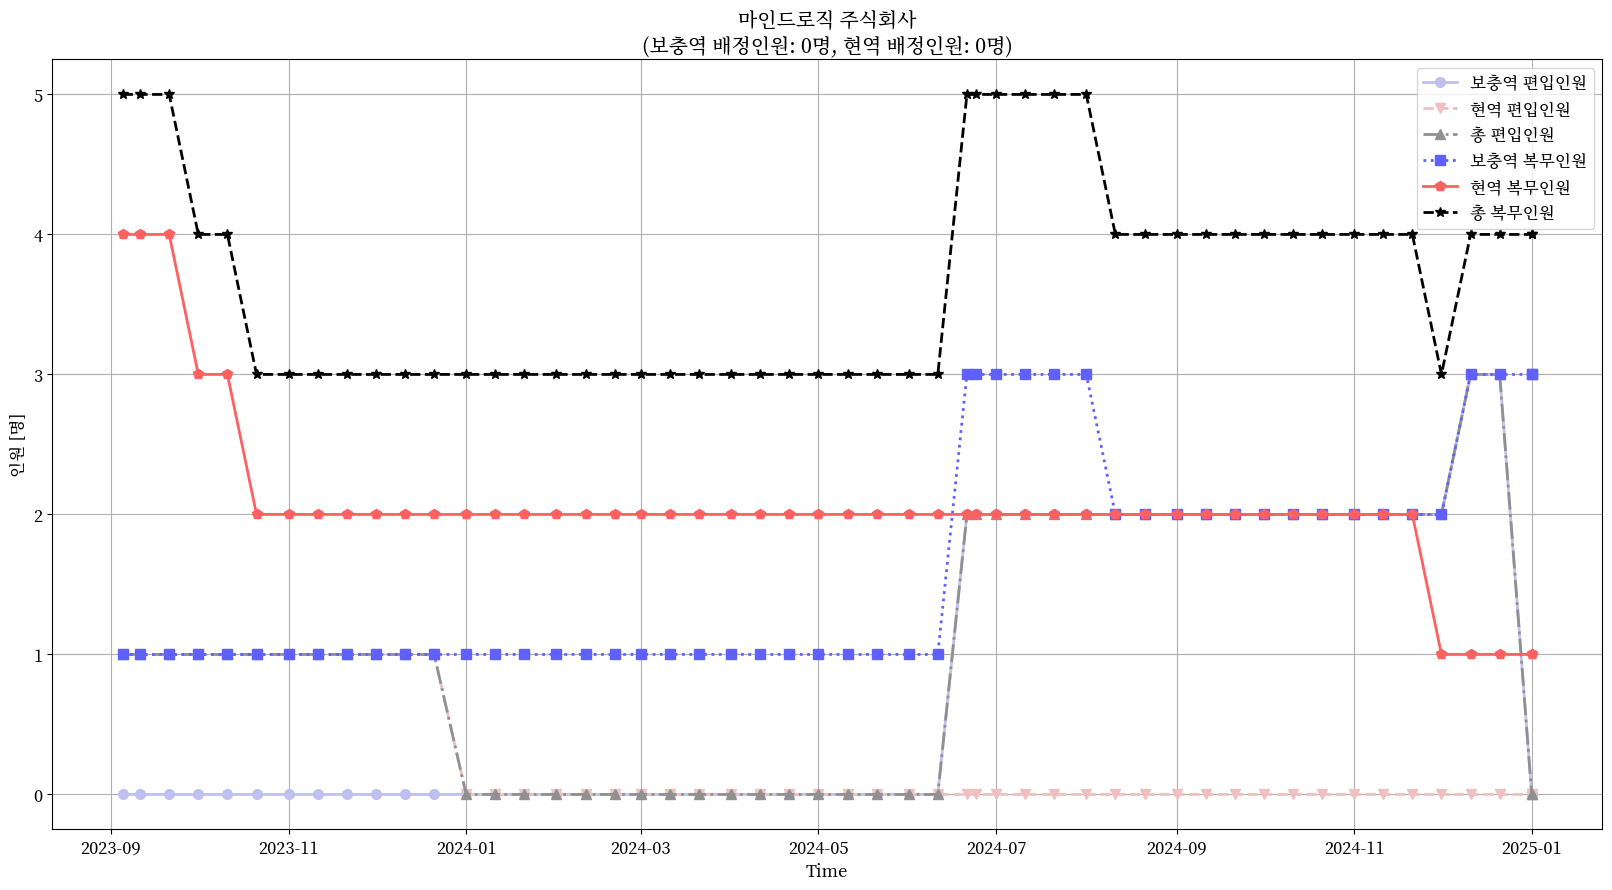 마인드로직 주식회사
(보충역 배정인원: 0명, 현역 배정인원: 0명)
보충역 편입인원
현역 편입인원
총 편입인원
보충역 복무인원
현역 복무인원
총 복무인원
인원 [명]
5
4
3
2
1
0
2023-09
2023-11
2024-01
2024-03
2024-05
2024-07
2024-09
2024-11
2025-01
Time